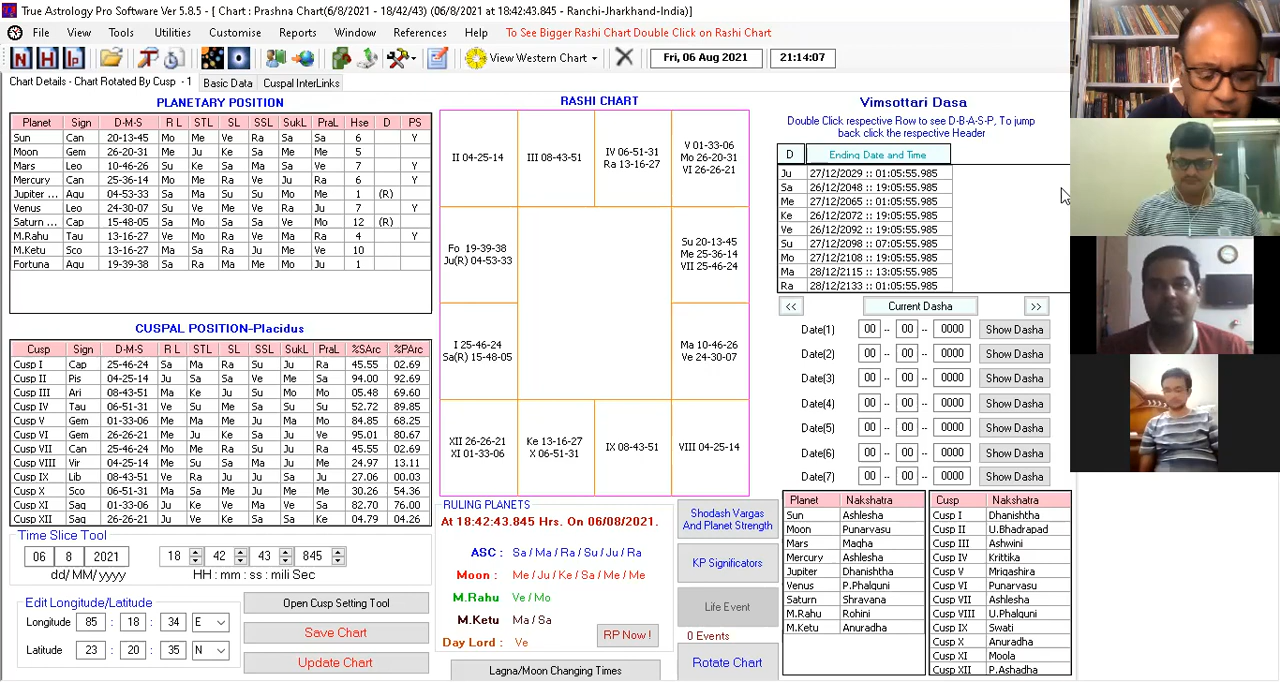 True Astrology Pro Software Ver 5.8.5 - [ Chart : Prashna Chart(6/8/2021 - 18/42/43) (06/8/2021 at 18:42:43.845 - Ranchi-Jharkhand-India)]
File View Tools Utilities Customise Reports Window References Help To See Bigger Rashi Chart Double Click on Rashi Chart
N H lp View Western Chart Fri, 06 Aug 2021 21:14:07
Chart Details - Chart Rotated By Cusp - 1 Basic Data Cuspal InterLinks
PLANETARY POSITION
Planet Sign D-M-S R L STL SL SSL SukL PraL Hse D PS
Sun Can 20-13-45 Mo Me Ve Ra Sa Sa 6 Y
Moon Gem 26-20-31 Me Ju Ke Sa Me Me 5
Mars Leo 10-46-26 Su Ke Sa Ma Sa Ve 7 Y
Mercury Can 25-36-14 Mo Me Ra Ve Ju Ra 6 Y
Jupiter ... Aqu 04-53-33 Sa Ma Su Su Mo Me 1 (R)
Venus Leo 24-30-07 Su Ve Me Ve Ra Ju 7 Y
Saturn ... Cap 15-48-05 Sa Mo Sa Sa Ve Mo 12 (R)
M.Rahu Tau 13-16-27 Ve Mo Ra Ve Ma Ra 4 Y
M.Ketu Sco 13-16-27 Ma Sa Ra Ju Me Ve 10
Fortuna Aqu 19-39-38 Sa Ra Ma Me Mo Ju 1
CUSPAL POSITION-Placidus
Cusp Sign D-M-S R L STL SL SSL SukL PraL %SArc %PArc
Cusp I Cap 25-46-24 Sa Ma Ra Su Ju Ra 45.55 02.69
Cusp II Pis 04-25-14 Ju Sa Sa Ve Me Sa 94.00 92.69
Cusp III Ari 08-43-51 Ma Ke Ju Su Mo Mo 05.48 69.60
Cusp IV Tau 06-51-31 Ve Su Me Sa Su Su 52.72 89.85
Cusp V Gem 01-33-06 Me Ma Me Su Ju Ma 84.85 68.25
Cusp VI Gem 26-26-21 Me Ju Ke Sa Ju Ma 95.01 80.67
Cusp VII Can 25-46-24 Mo Me Ra Sa Ju Su 45.55 02.69
Cusp VIII Vir 04-25-14 Me Su Sa Ma Ju Me 24.97 13.11
Cusp IX Lib 08-43-51 Ve Ra Ju Ju Ju Su 27.06 00.03
Cusp X Sco 06-51-31 Ma Sa Me Ju Me Me 30.26 54.36
Cusp XI Sag 01-33-06 Ju Ke Ve Su Ra Ma 82.70 76.00
Cusp XII Sag 26-26-21 Ju Ve Ke Sa Sa Ma 04.79 04.26
Time Slice Tool
06 8 2021 18 42 43 845
dd/ MM/ yyyy HH : mm : ss : mili Sec
Edit Longitude/Latitude
Longitude 85 : 18 : 34 E
Latitude 23 : 20 : 35 N
Open Cusp Setting Tool
Save Chart
Update Chart
RASHI CHART
II 04-25-14
III 08-43-51
IV 06-51-31
Ra 13-16-27
V 01-33-06
Mo 26-20-31
VI 26-26-21
Fo 19-39-38
Ju(R) 04-53-33
Su 20-13-45
Me 25-36-14
VII 25-46-24
I 25-46-24
Sa(R) 15-48-05
Ma 10-46-26
Ve 24-30-07
XII 26-26-21
XI 01-33-06
Ke 13-16-27
X 06-51-31
IX 08-43-51
VIII 04-25-14
RULING PLANETS
At 18:42:43.845 Hrs. On 06/08/2021.
ASC : Sa/ Ma/ Ra/ Su/ Ju/ Ra
Moon : Me/ Ju/ Ke/ Sa/ Me/ Me
M.Rahu : Ve/ Mo
M.Ketu : Ma/ Sa
Day Lord : Ve
RP Now !
Lagna/Moon Changing Times
Shodash Vargas And Planet Strength
KP Significators
Life Event
0 Events
Rotate Chart
Vimsottari Dasa
Double Click respective Row to see D-B-A-S-P, To jump
back click the respective Header
D Ending Date and Time
Ju 27/12/2029 :: 01:05:55.985
Sa 26/12/2048 :: 19:05:55.985
Me 27/12/2065 :: 01:05:55.985
Ke 26/12/2072 :: 19:05:55.985
Ve 26/12/2092 :: 19:05:55.985
Su 27/12/2098 :: 07:05:55.985
Mo 27/12/2108 :: 19:05:55.985
Ma 28/12/2115 :: 13:05:55.985
Ra 28/12/2133 :: 01:05:55.985
<< Current Dasha >>
Date(1) 00 -- 00 -- 0000 Show Dasha
Date(2) 00 -- 00 -- 0000 Show Dasha
Date(3) 00 -- 00 -- 0000 Show Dasha
Date(4) 00 -- 00 -- 0000 Show Dasha
Date(5) 00 -- 00 -- 0000 Show Dasha
Date(6) 00 -- 00 -- 0000 Show Dasha
Date(7) 00 -- 00 -- 0000 Show Dasha
Planet Nakshatra
Sun Ashlesha
Moon Punarvasu
Mars Magha
Mercury Ashlesha
Jupiter Dhanishtha
Venus P.Phalguni
Saturn Shravana
M.Rahu Rohini
M.Ketu Anuradha
Cusp Nakshatra
Cusp I Dhanishtha
Cusp II U.Bhadrapad
Cusp III Ashwini
Cusp IV Krittika
Cusp V Mrigashira
Cusp VI Punarvasu
Cusp VII Ashlesha
Cusp VIII U.Phalguni
Cusp IX Swati
Cusp X Anuradha
Cusp XI Moola
Cusp XII P.Ashadha